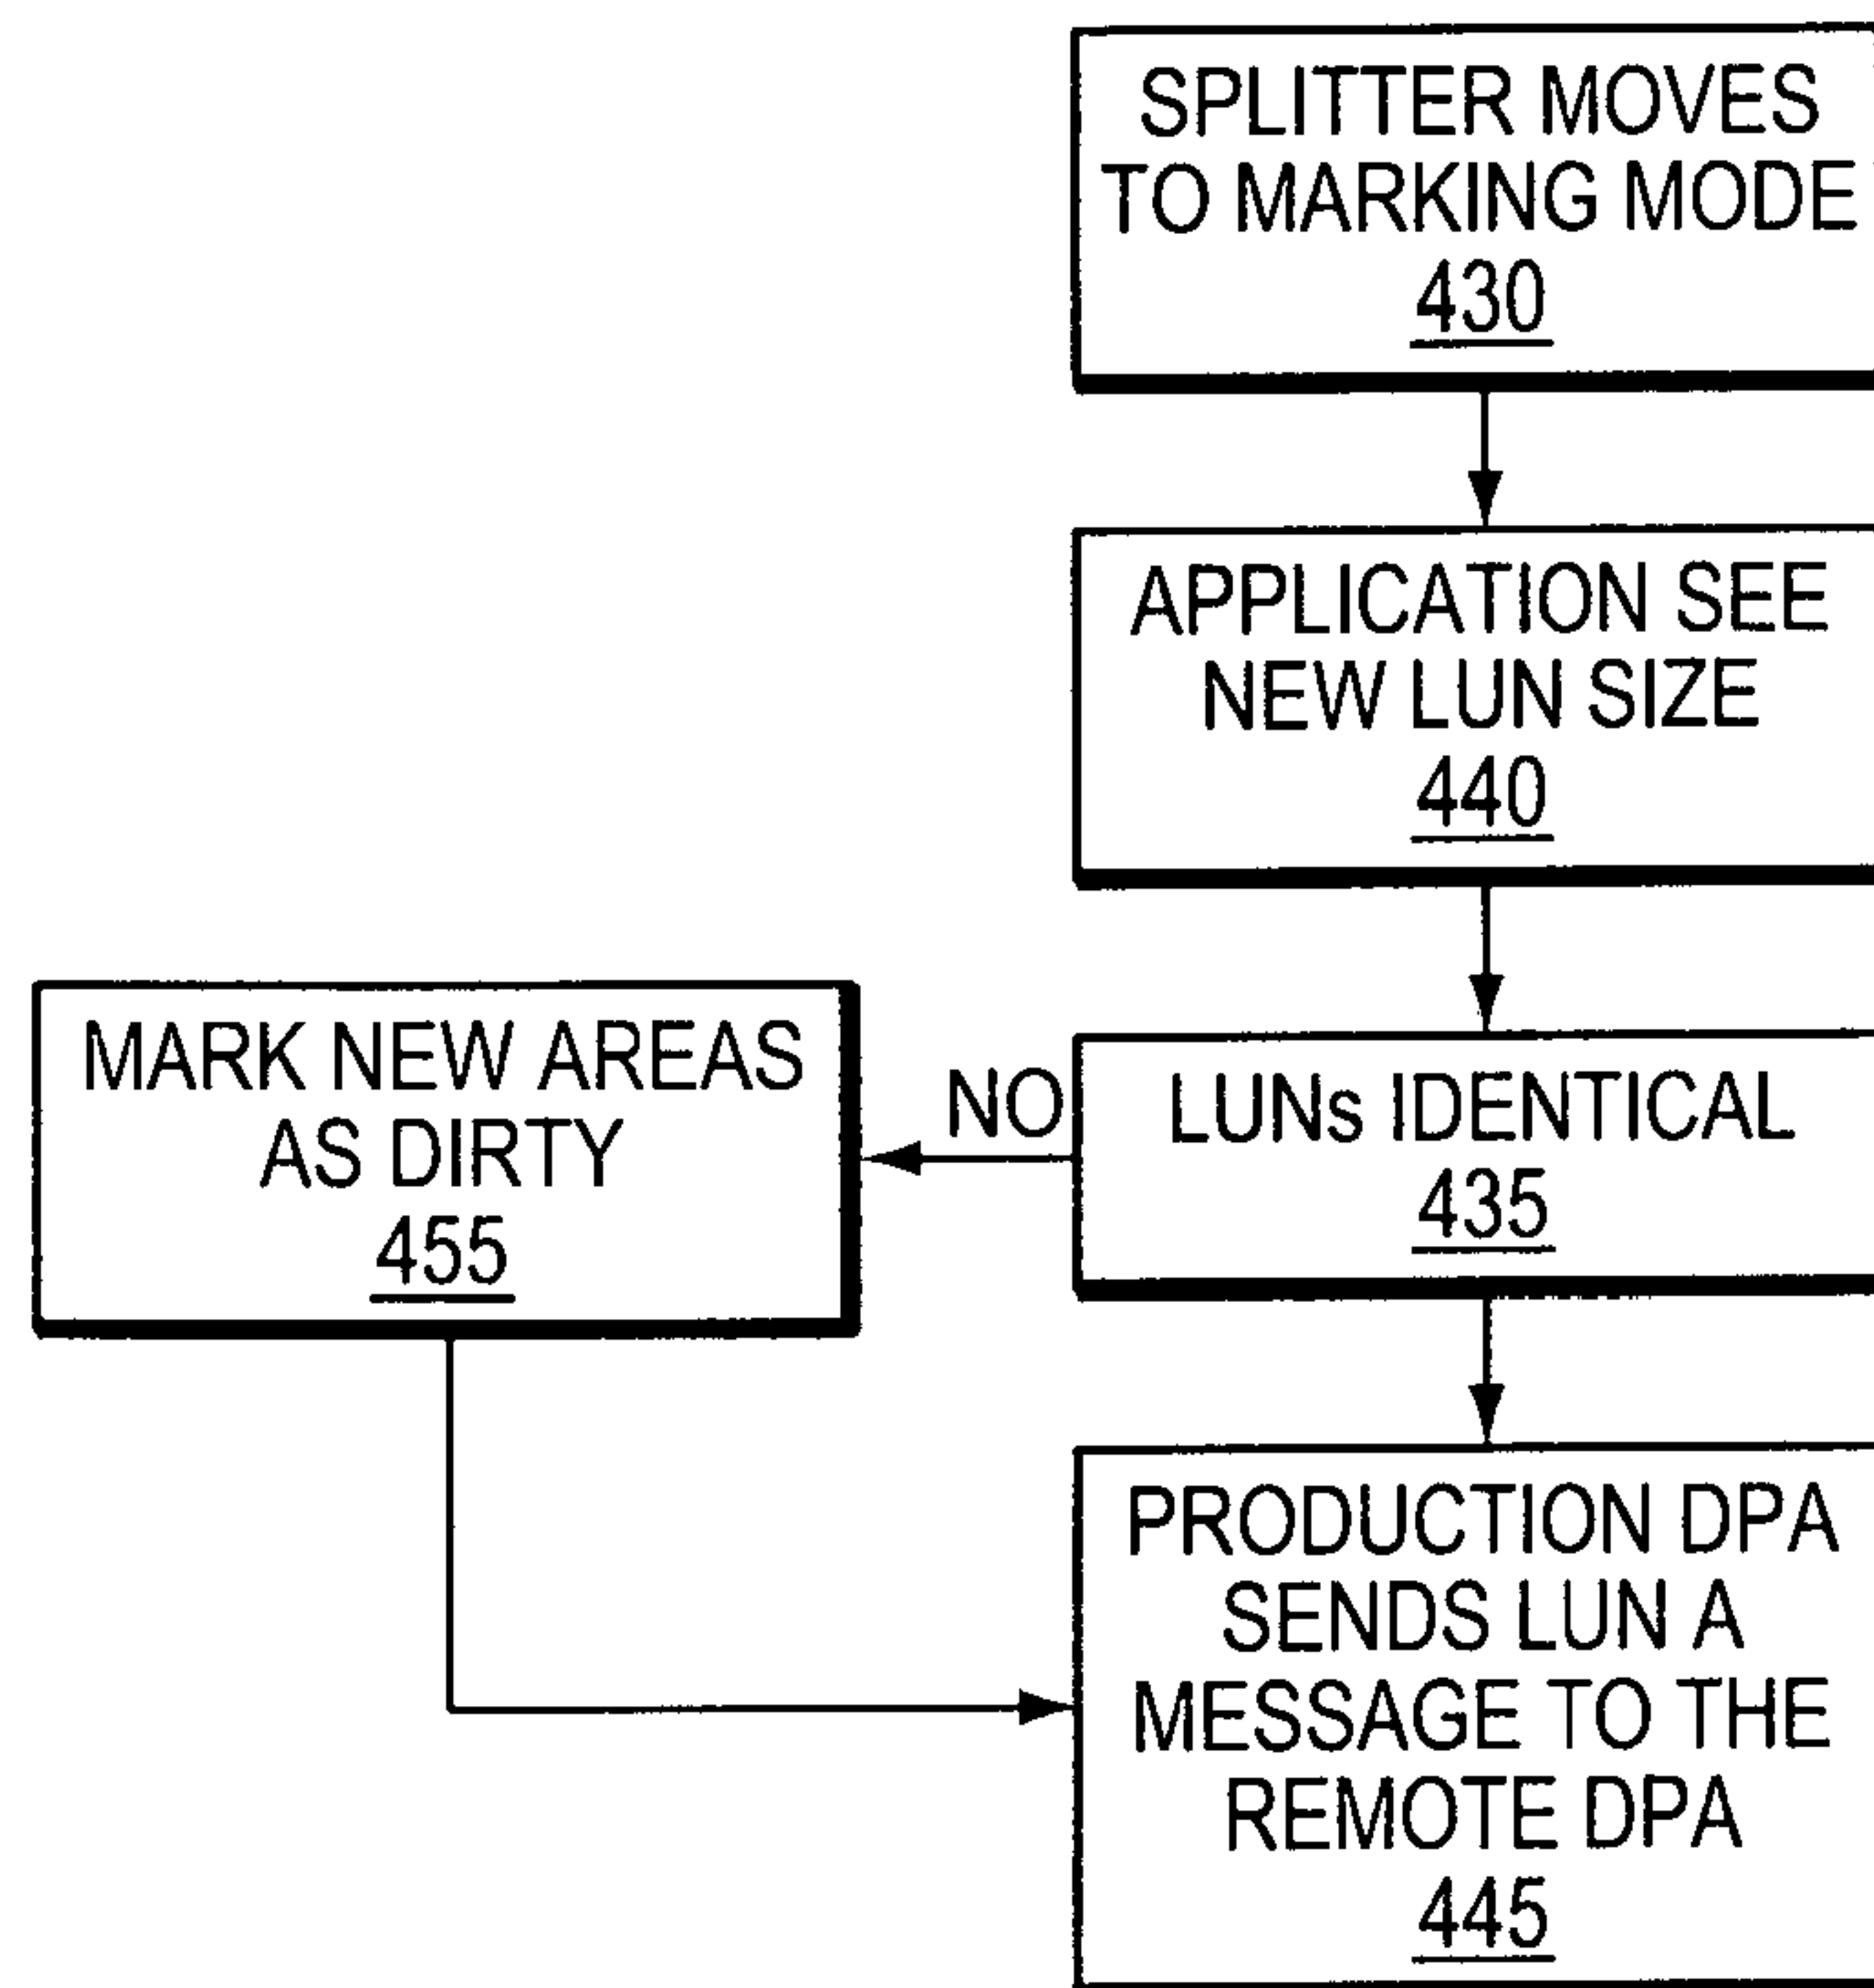 SPLITTER MOVES
TO MARKING MODE
430
APPLICATION SEE
NEW LUN SIZE
440
MARK NEW AREAS
AS DIRTY
455
NO
LUNs IDENTICAL
435
PRODUCTION DPA
SENDS LUN A
MESSAGE TO THE
REMOTE DPA
445